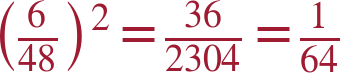 (6/48)² = 36/2304 = 1/64